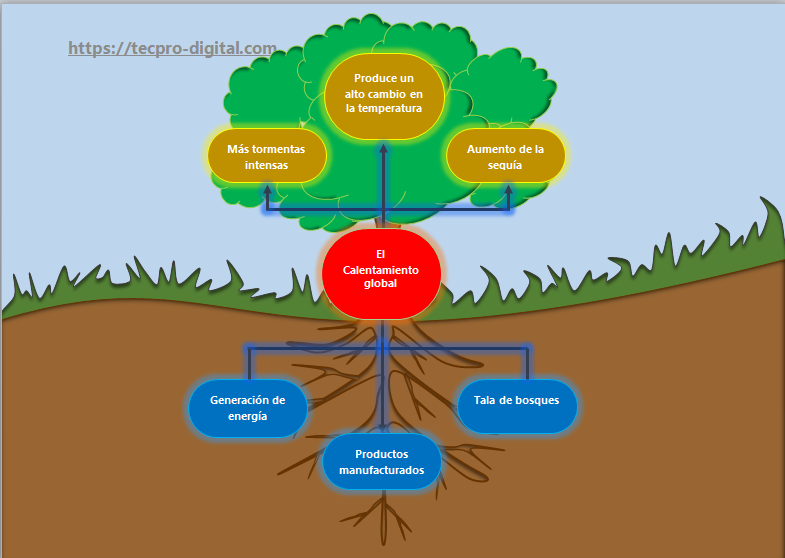 https://tecpro-digital.com
Produce un
alto cambio en
la temperatura
Más tormentas
intensas
Aumento de la
sequía
El
Calentamiento
global
Generación de
energía
Tala de bosques
Productos
manufacturados